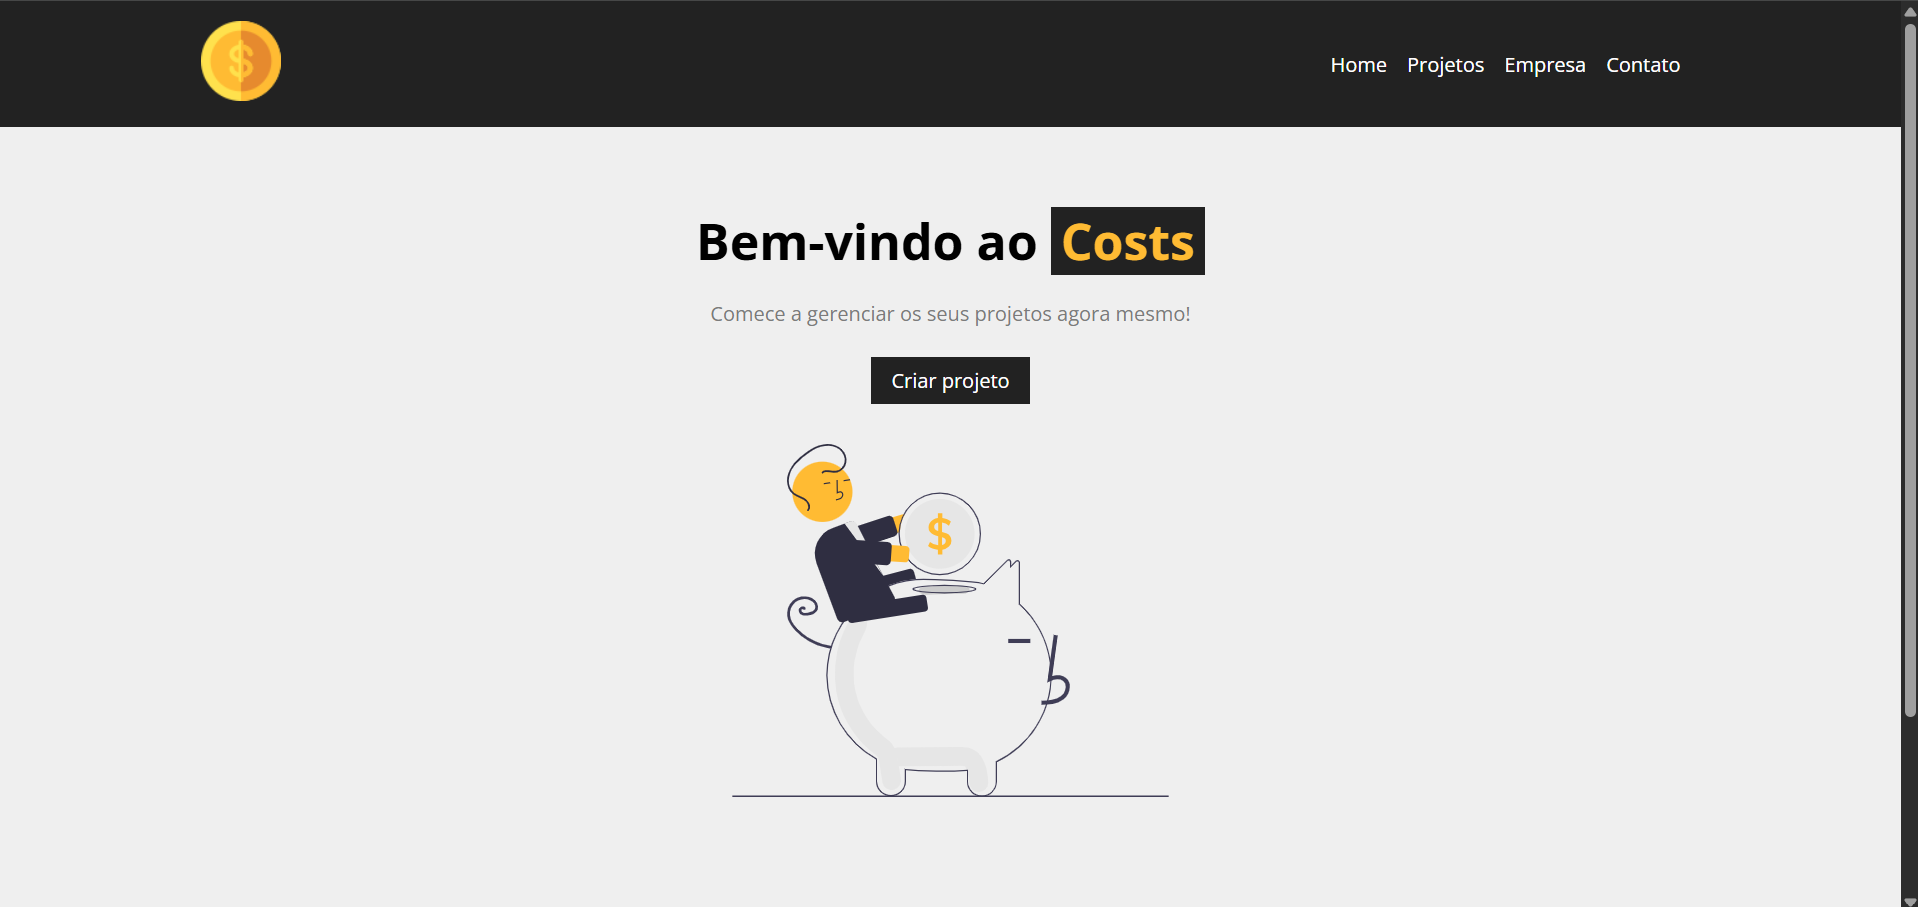 $
Home Projetos Empresa Contato
Bem-vindo ao Costs
Comece a gerenciar os seus projetos agora mesmo!
Criar projeto
$